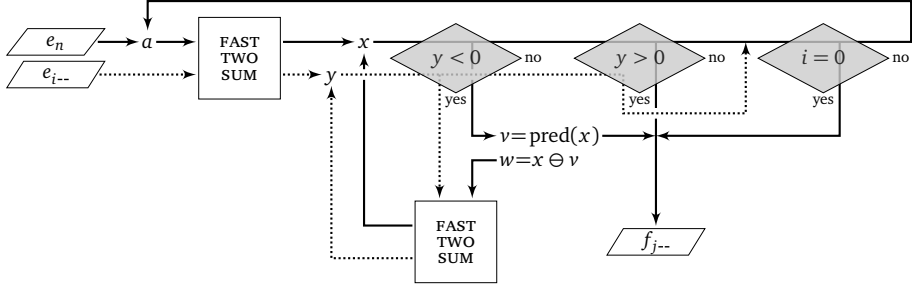 e_n
a
FAST
TWO
SUM
x
y < 0
no
yes
y > 0
no
yes
i = 0
no
yes
e_{i--}
y
v=pred(x)
w=x ⊖ v
FAST
TWO
SUM
f_{j--}